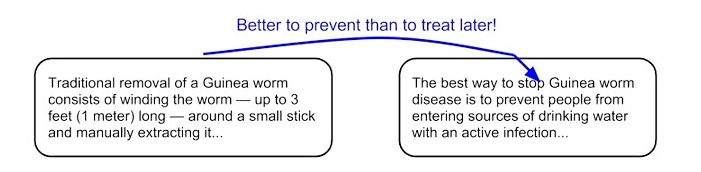 Better to prevent than to treat later!
Traditional removal of a Guinea worm
consists of winding the worm — up to 3
feet (1 meter) long — around a small stick
and manually extracting it...
The best way to stop Guinea worm
disease is to prevent people from
entering sources of drinking water
with an active infection...